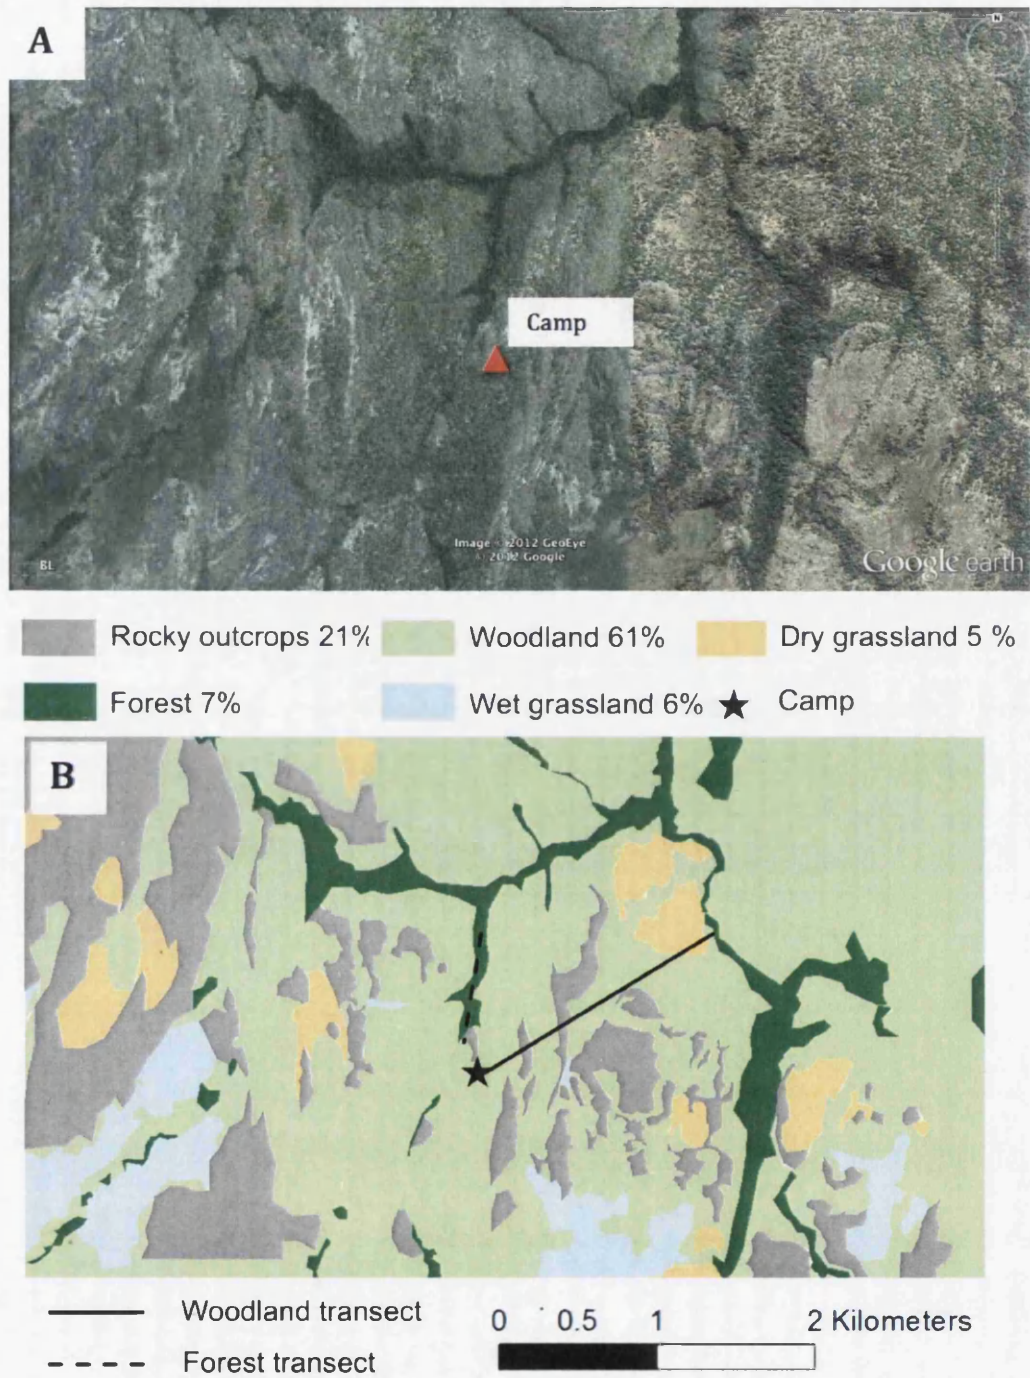 A
N
Camp
Image © 2012 GeoEye
© 2012 Google
BL
Google earth
Rocky outcrops 21% Woodland 61% Dry grassland 5 %
Forest 7% Wet grassland 6% Camp
B
Woodland transect
0 0.5 1 2 Kilometers
Forest transect